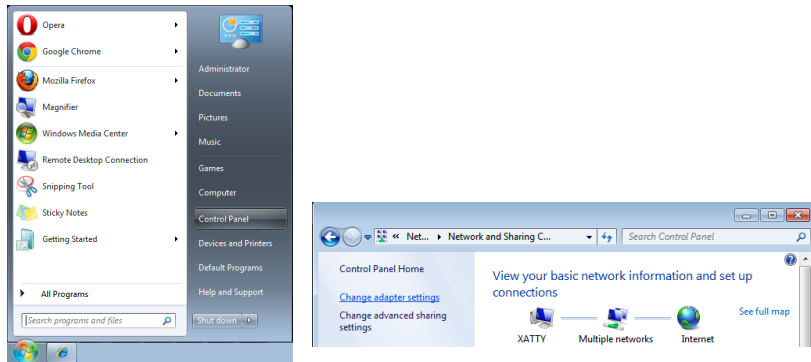 Opera
Google Chrome
Mozilla Firefox
Magnifier
Windows Media Center
Remote Desktop Connection
Snipping Tool
Sticky Notes
Getting Started
All Programs
Search programs and files
Administrator
Documents
Pictures
Music
Games
Computer
Control Panel
Devices and Printers
Default Programs
Help and Support
Shut down
« Net... Network and Sharing C...
Search Control Panel
Control Panel Home
Change adapter settings
Change advanced sharing
settings
View your basic network information and set up
connections
See full map
XATTY Multiple networks Internet